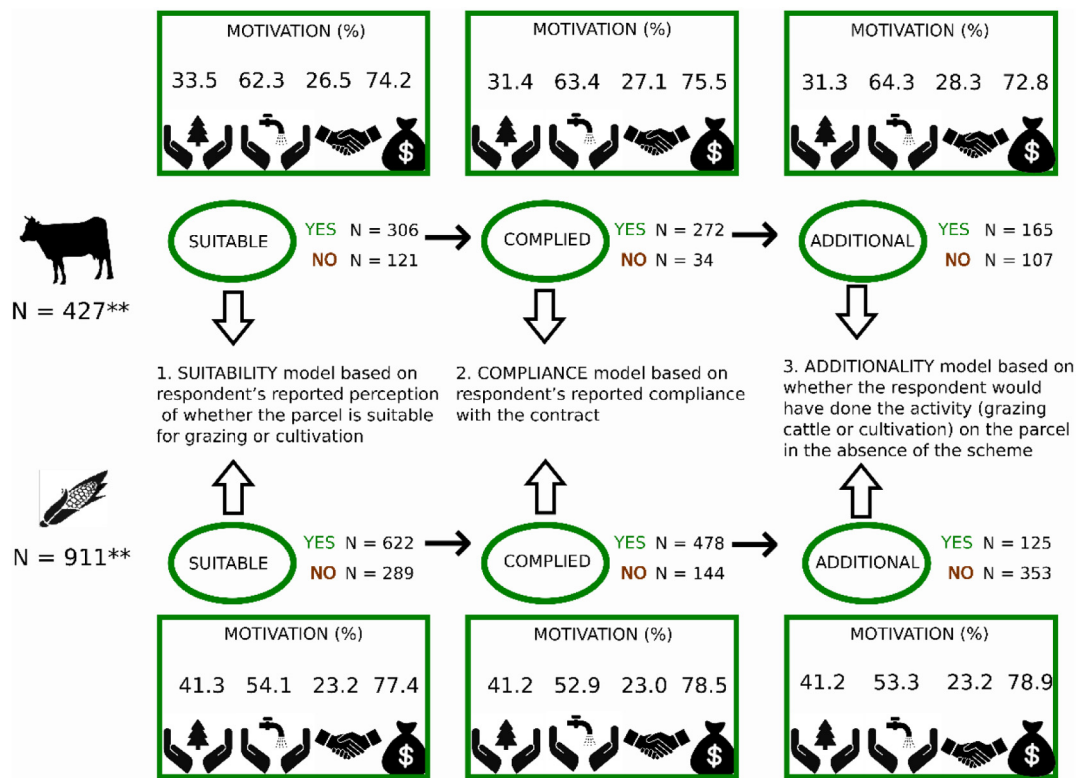 MOTIVATION (%)
33.5 62.3 26.5 74.2
$
MOTIVATION (%)
31.4 63.4 27.1 75.5
$
MOTIVATION (%)
31.3 64.3 28.3 72.8
$
N = 427**
SUITABLE
YES N = 306
NO N = 121
COMPLIED
YES N = 272
NO N = 34
ADDITIONAL
YES N = 165
NO N = 107
1. SUITABILITY model based on
respondent's reported perception
of whether the parcel is suitable
for grazing or cultivation
2. COMPLIANCE model based on
respondent's reported compliance
with the contract
3. ADDITIONALITY model based on
whether the respondent would
have done the activity (grazing
cattle or cultivation) on the parcel
in the absence of the scheme
N = 911**
SUITABLE
YES N = 622
NO N = 289
COMPLIED
YES N = 478
NO N = 144
ADDITIONAL
YES N = 125
NO N = 353
MOTIVATION (%)
41.3 54.1 23.2 77.4
$
MOTIVATION (%)
41.2 52.9 23.0 78.5
$
MOTIVATION (%)
41.2 53.3 23.2 78.9
$